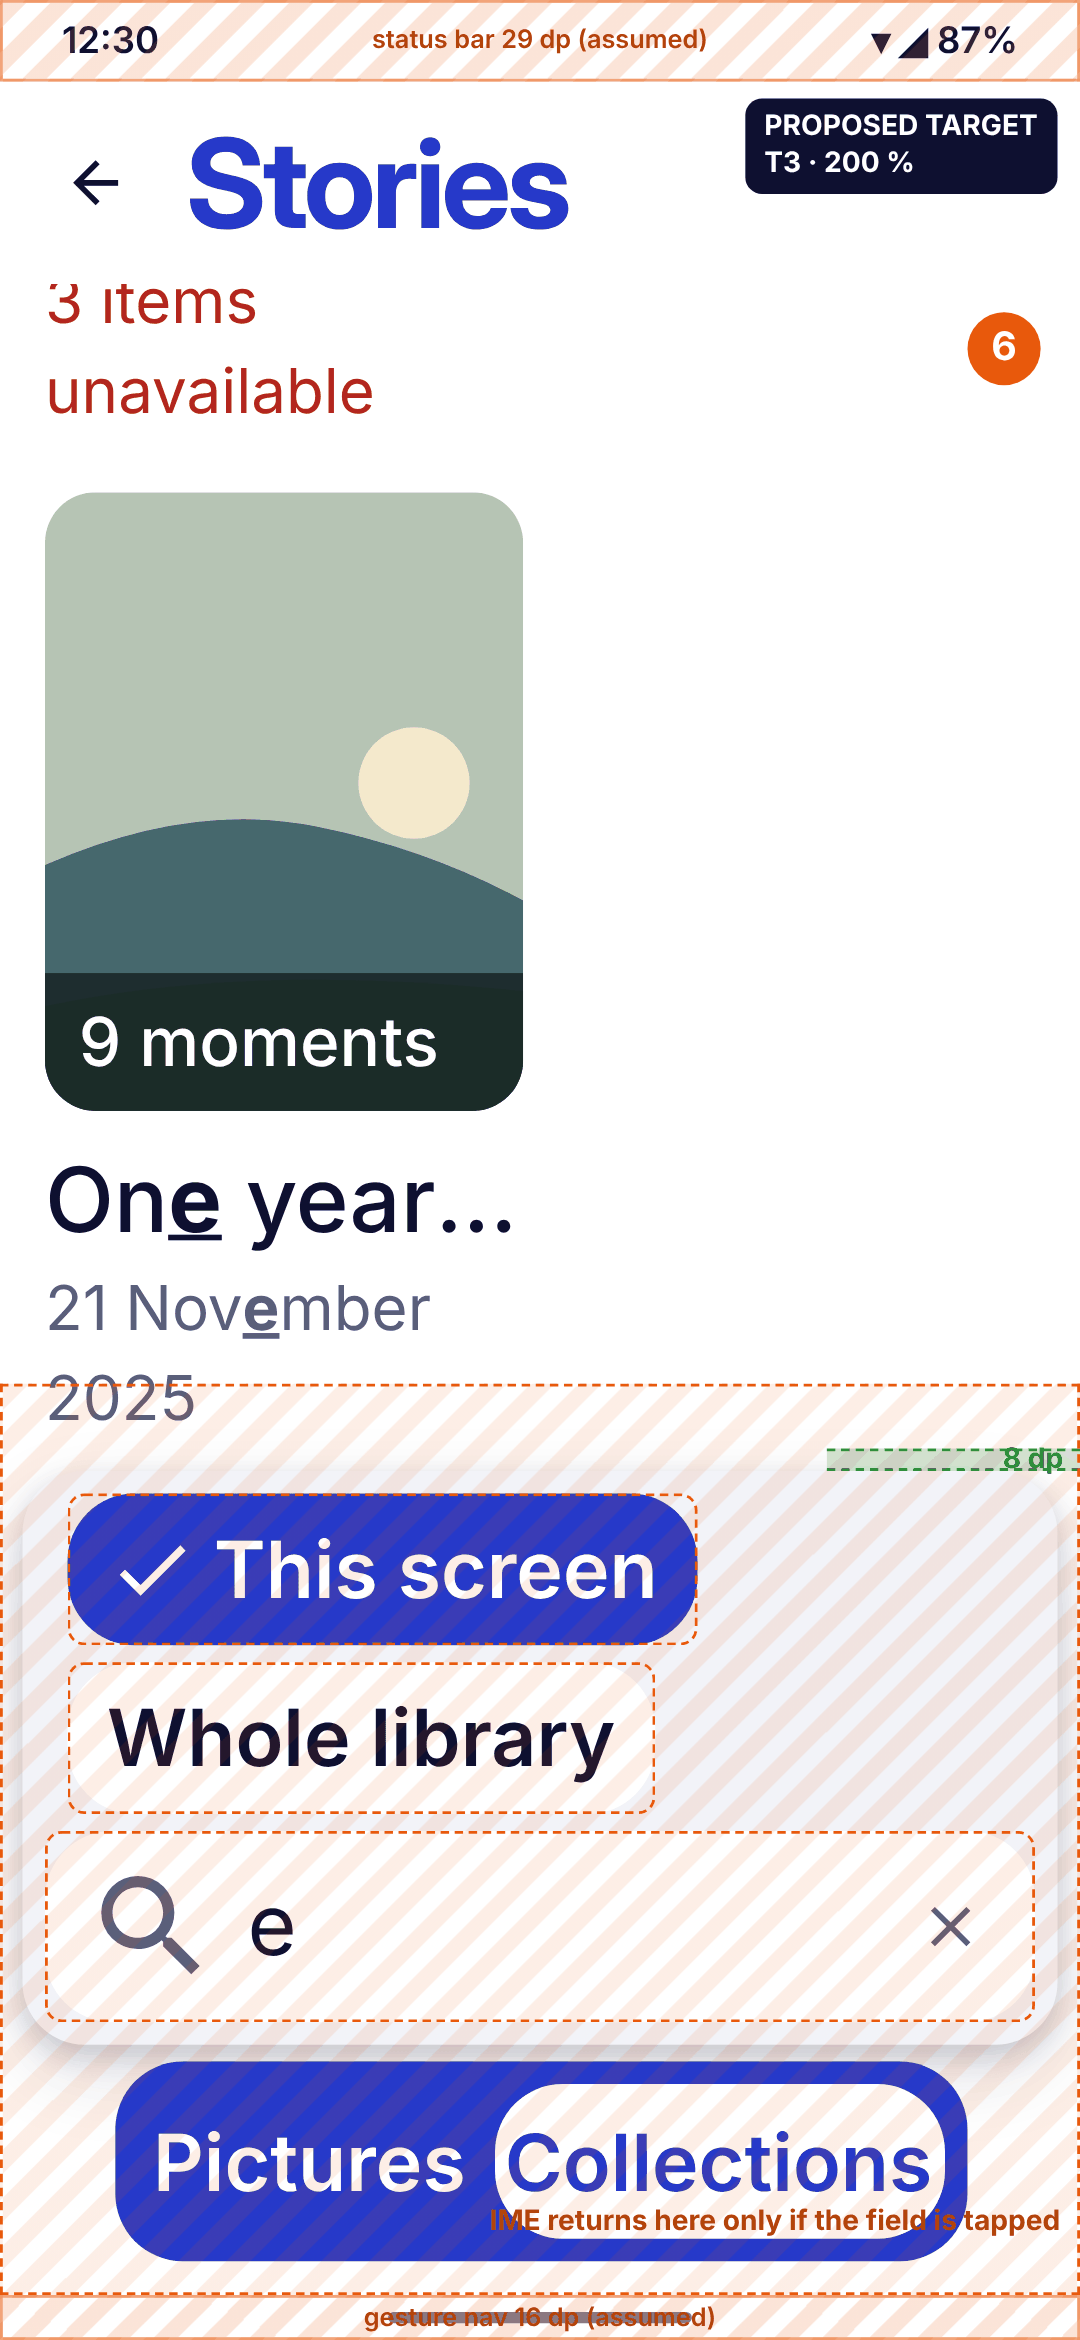 12:30
status bar 29 dp (assumed)
87%
PROPOSED TARGET
T3 · 200 %
Stories
3 items
unavailable
6
9 moments
One year…
21 November
2025
8 dp
This screen
Whole library
e
Pictures
Collections
IME returns here only if the field is tapped
gesture nav 16 dp (assumed)